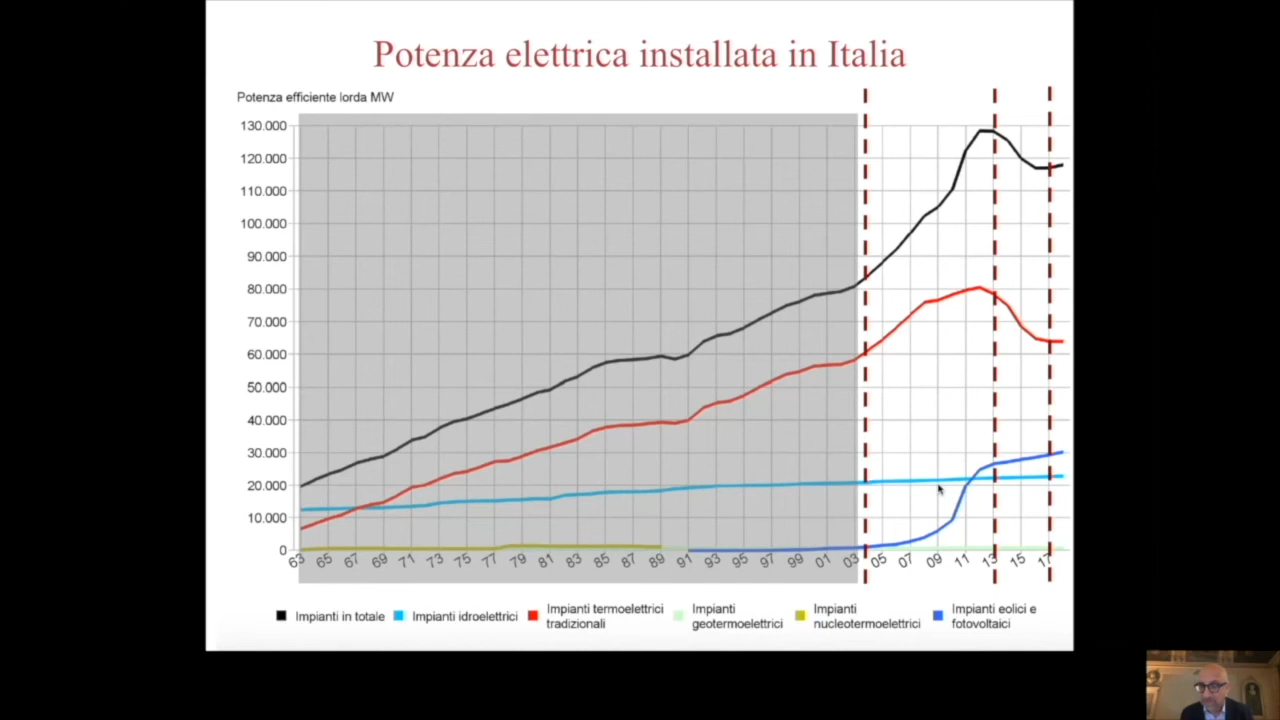 Potenza elettrica installata in Italia
Potenza efficiente lorda MW
130.000
120.000
110.000
100.000
90.000
80.000
70.000
60.000
50.000
40.000
30.000
20.000
10.000
0
63 65 67 69 71 73 75 77 79 81 83 85 87 89 91 93 95 97 99 01 03 05 07 09 11 13 15 17
Impianti in totale
Impianti idroelettrici
Impianti termoelettrici
tradizionali
Impianti
geotermoelettrici
Impianti
nucleotermoelettrici
Impianti eolici e
fotovoltaici